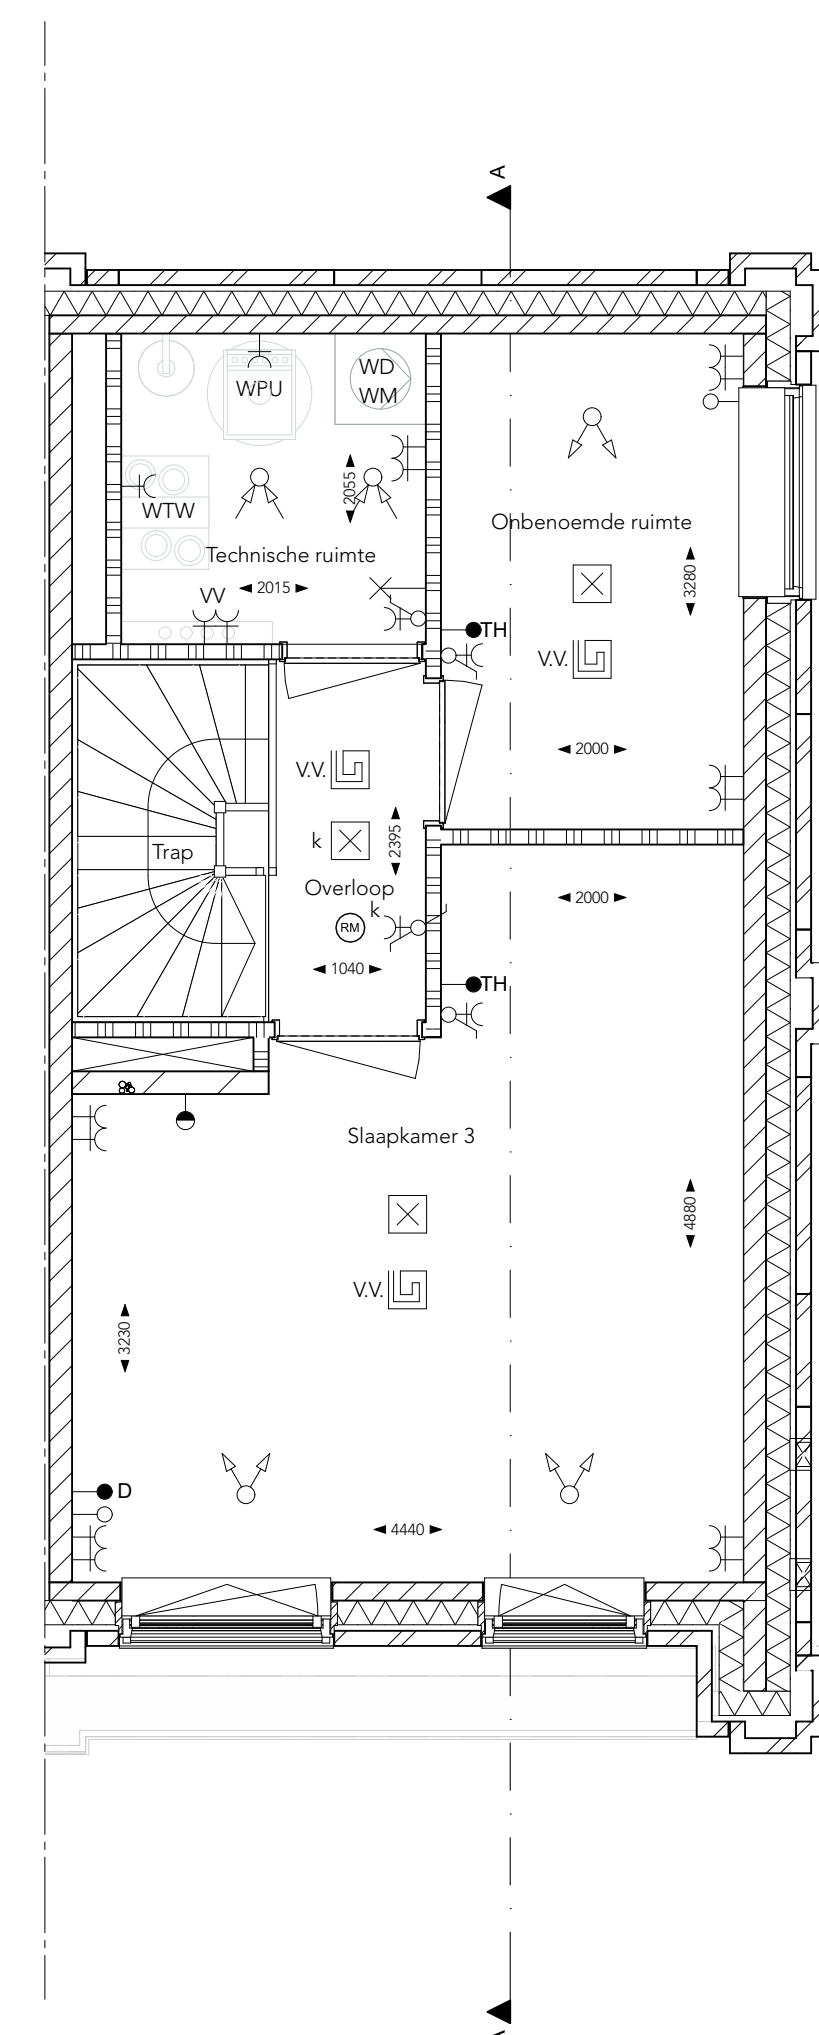 A
WD
WPU
WM
2055
WTW
Onbenoemde ruimte
Technische ruimte
3280
2015
VV
TH
V.V.
2000
V.V.
k
2395
Trap
Overloop
2000
k
RM
1040
TH
Slaapkamer 3
4880
V.V.
3230
D
4440
A